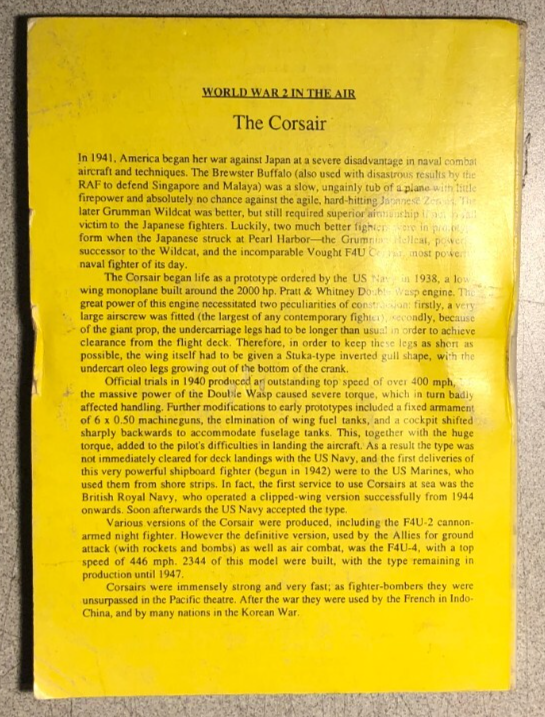 WORLD WAR 2 IN THE AIR
The Corsair
In 1941, America began her war against Japan at a severe disadvantage in naval combat
aircraft and techniques. The Brewster Buffalo (also used with disastrous results by the
RAF to defend Singapore and Malaya) was a slow, ungainly tub of a plane with little
firepower and absolutely no chance against the agile, hard-hitting Japanese Zeros. The
later Grumman Wildcat was better, but still required superior airmanship if not to fall
victim to the Japanese fighters. Luckily, two much better fighters were in prototype
form when the Japanese struck at Pearl Harbor—the Grumman Hellcat, powerful
successor to the Wildcat, and the incomparable Vought F4U Corsair, most powerful
naval fighter of its day.
The Corsair began life as a prototype ordered by the US Navy in 1938, a low-
wing monoplane built around the 2000 hp. Pratt & Whitney Double Wasp engine. The
great power of this engine necessitated two peculiarities of construction: firstly, a very
large airscrew was fitted (the largest of any contemporary fighter), secondly, because
of the giant prop, the undercarriage legs had to be longer than usual in order to achieve
clearance from the flight deck. Therefore, in order to keep these legs as short as
possible, the wing itself had to be given a Stuka-type inverted gull shape, with the
undercart oleo legs growing out of the bottom of the crank.
Official trials in 1940 produced an outstanding top speed of over 400 mph,
the massive power of the Double Wasp caused severe torque, which in turn badly
affected handling. Further modifications to early prototypes included a fixed armament
of 6 x 0.50 machineguns, the elmination of wing fuel tanks, and a cockpit shifted
sharply backwards to accommodate fuselage tanks. This, together with the huge
torque, added to the pilot's difficulties in landing the aircraft. As a result the type was
not immediately cleared for deck landings with the US Navy, and the first deliveries of
this very powerful shipboard fighter (begun in 1942) were to the US Marines, who
used them from shore strips. In fact, the first service to use Corsairs at sea was the
British Royal Navy, who operated a clipped-wing version successfully from 1944
onwards. Soon afterwards the US Navy accepted the type.
Various versions of the Corsair were produced, including the F4U-2 cannon-
armed night fighter. However the definitive version, used by the Allies for ground
attack (with rockets and bombs) as well as air combat, was the F4U-4, with a top
speed of 446 mph. 2344 of this model were built, with the type remaining in
production until 1947.
Corsairs were immensely strong and very fast; as fighter-bombers they were
unsurpassed in the Pacific theatre. After the war they were used by the French in Indo-
China, and by many nations in the Korean War.